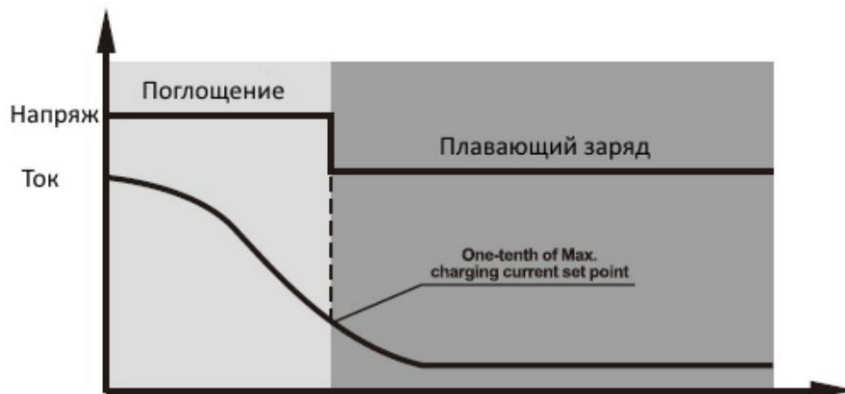 Поглощение
Напряж
Плавающий заряд
Ток
One-tenth of Max.
charging current set point